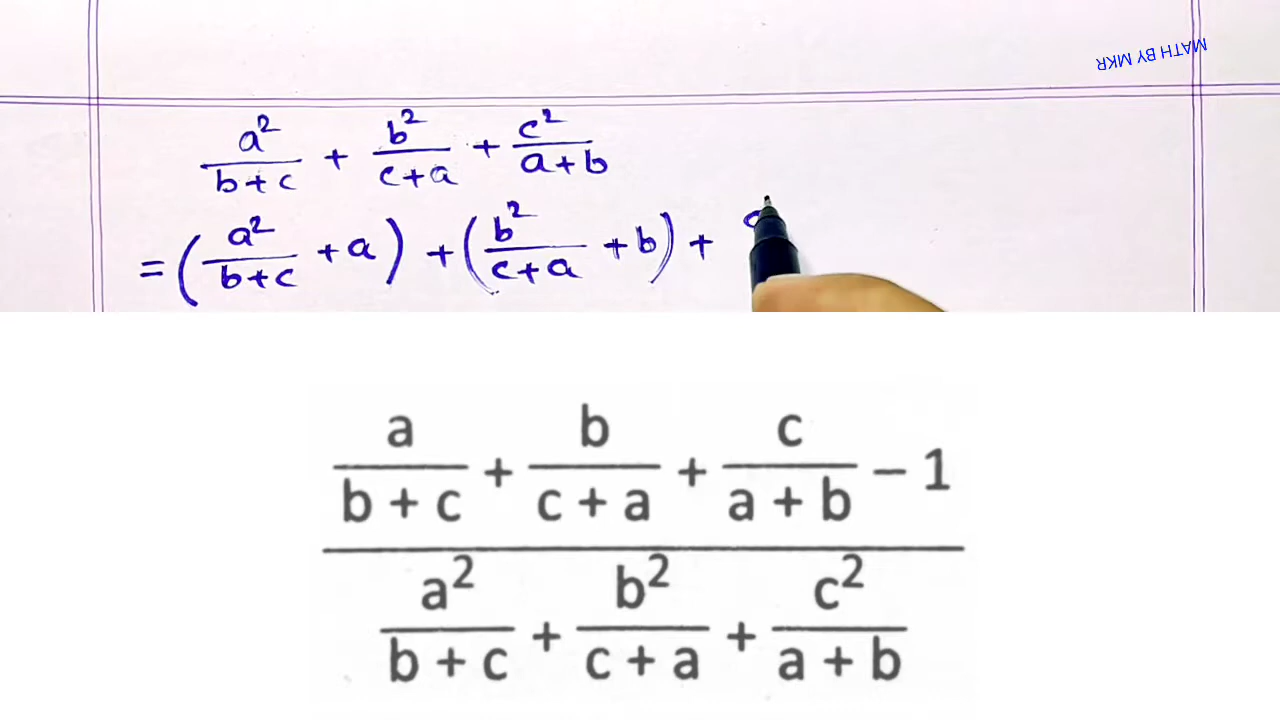 MATH BY MKR
a²/(b+c) + b²/(c+a) + c²/(a+b)
= (a²/(b+c) + a) + (b²/(c+a) + b) +
a/(b + c) + b/(c + a) + c/(a + b) − 1
a²/(b + c) + b²/(c + a) + c²/(a + b)